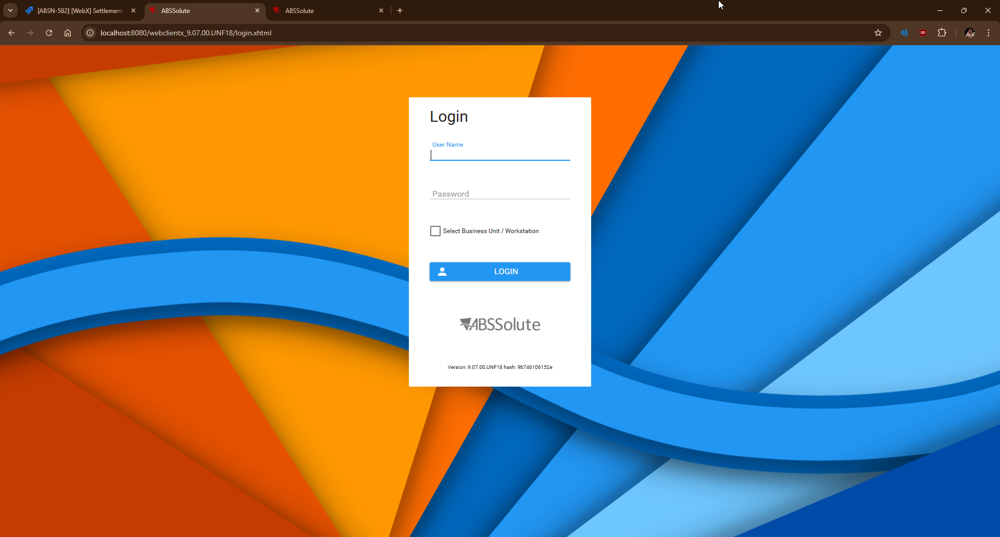 [ABSN-582] [WebX] Settlement
ABSSolute
ABSSolute
localhost:8080/webclientx_9.07.00.UNF18/login.xhtml
Login
User Name
Password
Select Business Unit / Workstation
LOGIN
ABSSolute
Version: 9.07.00.UNF18 hash: 9b746106152e